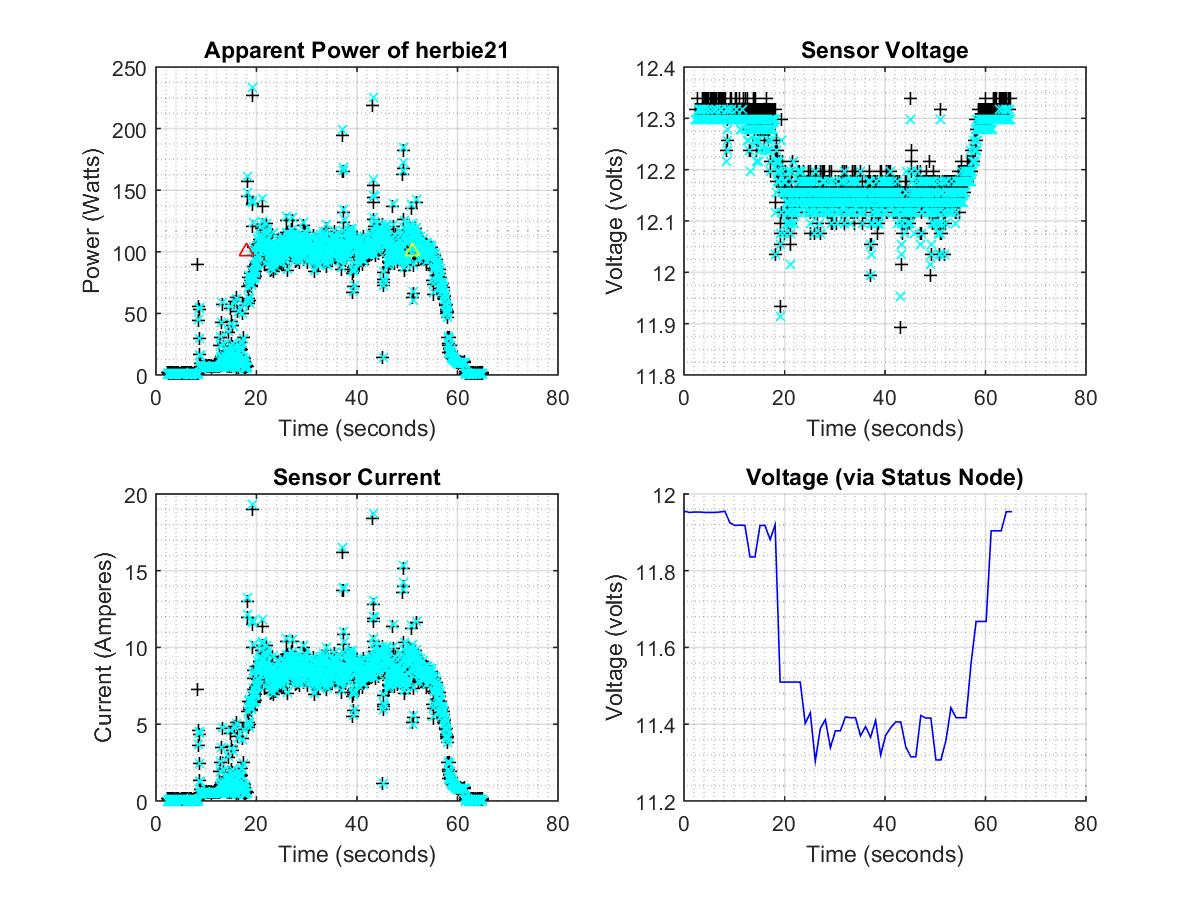 Apparent Power of herbie21
250
200
150
100
50
0
Power (Watts)
0 20 40 60 80
Time (seconds)
Sensor Voltage
12.4
12.3
12.2
12.1
12
11.9
11.8
Voltage (volts)
0 20 40 60 80
Time (seconds)
Sensor Current
20
15
10
5
0
Current (Amperes)
0 20 40 60 80
Time (seconds)
Voltage (via Status Node)
12
11.8
11.6
11.4
11.2
Voltage (volts)
0 20 40 60 80
Time (seconds)